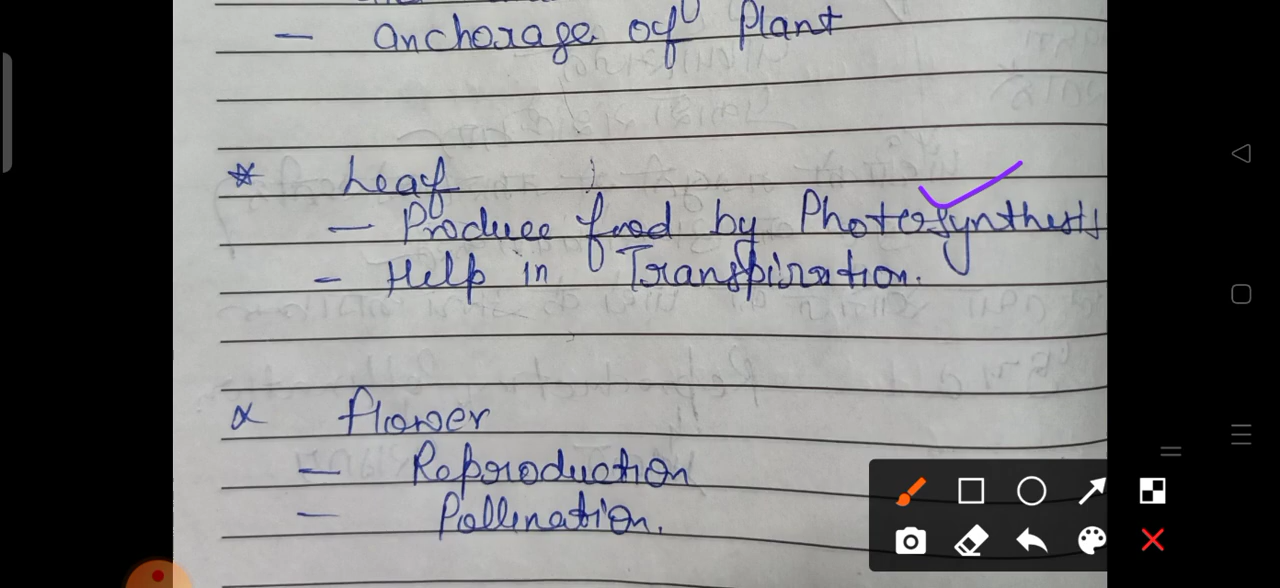 - Anchorage of Plant
* Leaf
- Produce food by Photosynthesis
- Help in Transpiration.
* flower
- Reproduction
- Pollination.